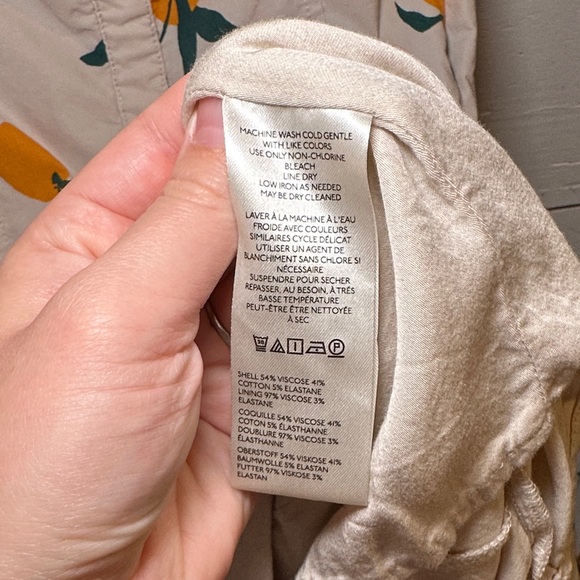 MACHINE WASH COLD GENTLE
WITH LIKE COLORS
USE ONLY NON-CHLORINE
BLEACH
LINE DRY
LOW IRON AS NEEDED
MAY BE DRY CLEANED
LAVER À LA MACHINE À L'EAU
FROIDE AVEC COULEURS
SIMILAIRES CYCLE DÉLICAT
UTILISER UN AGENT DE
BLANCHIMENT SANS CHLORE SI
NÉCESSAIRE
SUSPENDRE POUR SÉCHER
REPASSER, AU BESOIN, À TRÈS
BASSE TEMPÉRATURE
PEUT-ÊTRE ÊTRE NETTOYÉE
À SEC
30 P
SHELL 54% VISCOSE 41%
COTTON 5% ELASTANE
LINING 97% VISCOSE 3%
ELASTANE
COQUILLE 54% VISCOSE 41%
COTON 5% ÉLASTHANNE
DOUBLURE 97% VISCOSE 3%
ÉLASTHANNE
OBERSTOFF 54% VISKOSE 41%
BAUMWOLLE 5% ELASTAN
FUTTER 97% VISKOSE 3%
ELASTAN